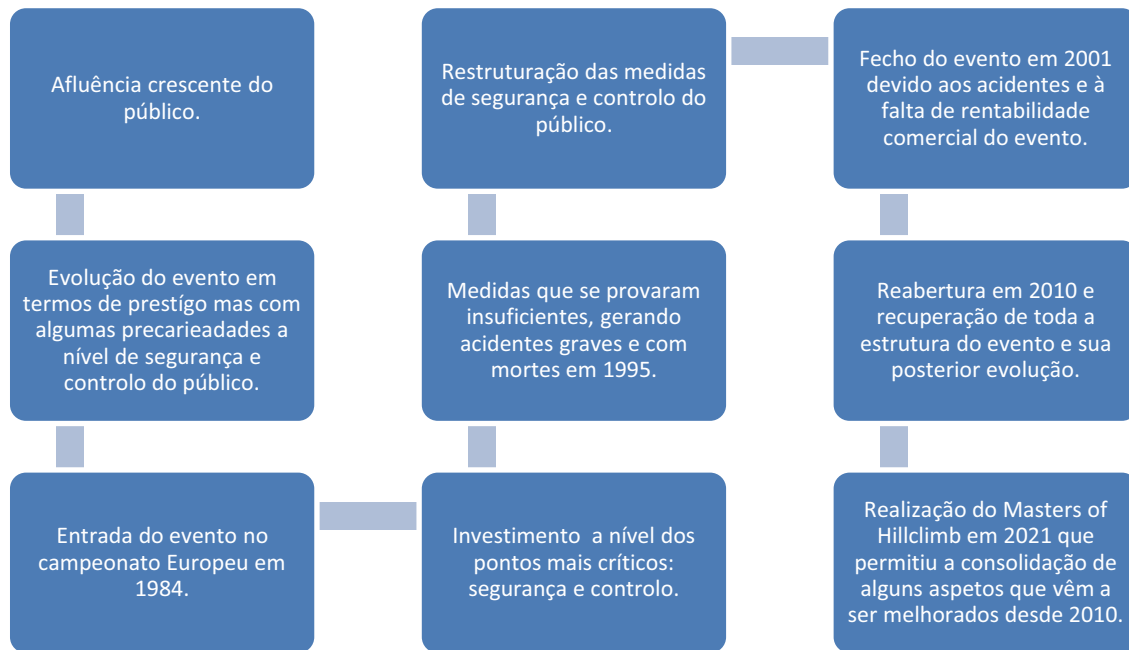 Afluência crescente do
público.
Evolução do evento em
termos de prestígo mas com
algumas precarieadades a
nível de segurança e
controlo do público.
Entrada do evento no
campeonato Europeu em
1984.
Investimento a nível dos
pontos mais críticos:
segurança e controlo.
Medidas que se provaram
insuficientes, gerando
acidentes graves e com
mortes em 1995.
Restruturação das medidas
de segurança e controlo do
público.
Fecho do evento em 2001
devido aos acidentes e à
falta de rentabilidade
comercial do evento.
Reabertura em 2010 e
recuperação de toda a
estrutura do evento e sua
posterior evolução.
Realização do Masters of
Hillclimb em 2021 que
permitiu a consolidação de
alguns aspetos que vêm a
ser melhorados desde 2010.